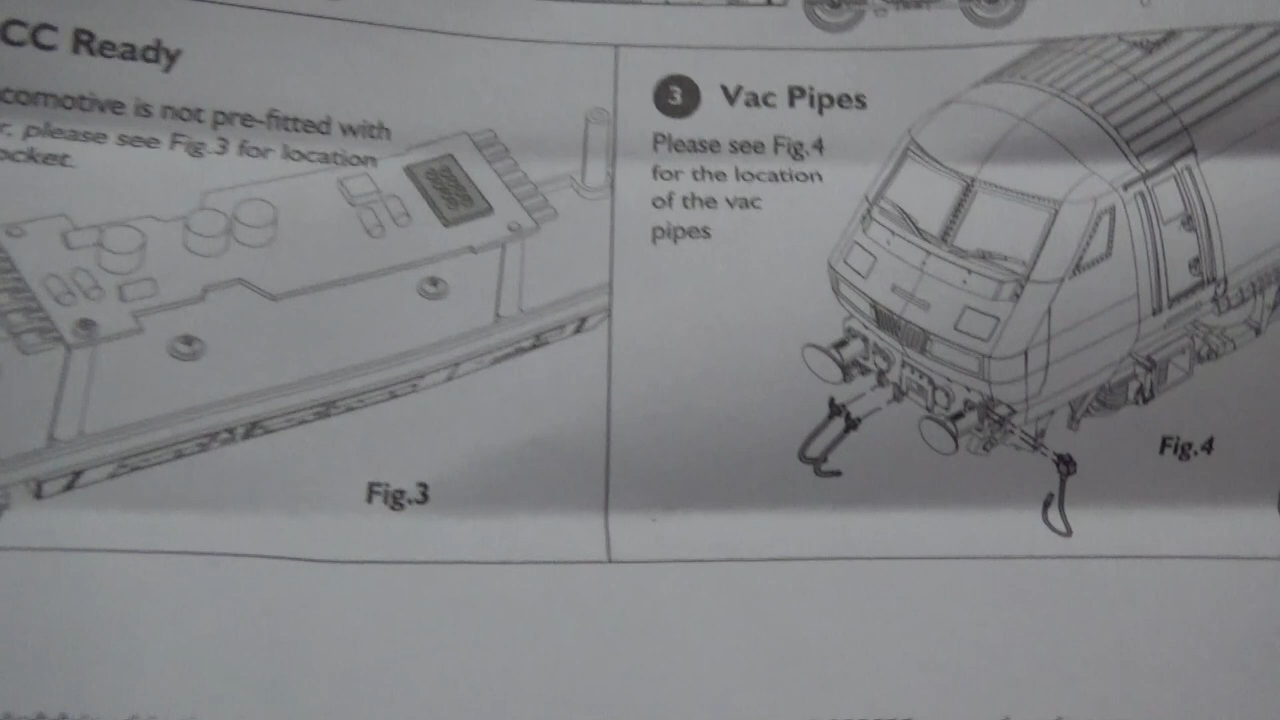 CC Ready
comotive is not pre-fitted with
r, please see Fig.3 for location
ocket.
Fig.3
3 Vac Pipes
Please see Fig.4
for the location
of the vac
pipes
Fig.4